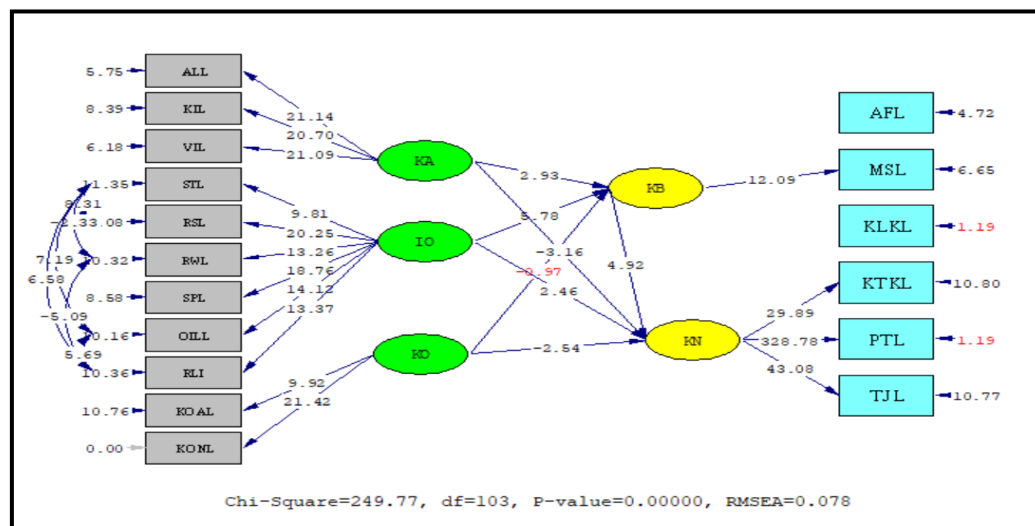 5.75 ALL
8.39 KIL
6.18 VIL
11.35 STL
RSL
RWL
8.58 SPL
10.16 OILL
10.36 RLI
10.76 KOAL
0.00 KONL
8.31
7.19
6.58
-5.09
5.69
21.14
20.70
21.09
9.81
20.25
13.26
18.76
14.12
13.37
9.92
21.42
KA
IO
KO
2.93
5.78
-3.16
-0.97
2.46
-2.54
4.92
KB
KN
12.09
29.89
328.78
43.08
AFL 4.72
MSL 6.65
KLKL 1.19
KTKL 10.80
PTL 1.19
TJL 10.77
Chi-Square=249.77, df=103, P-value=0.00000, RMSEA=0.078